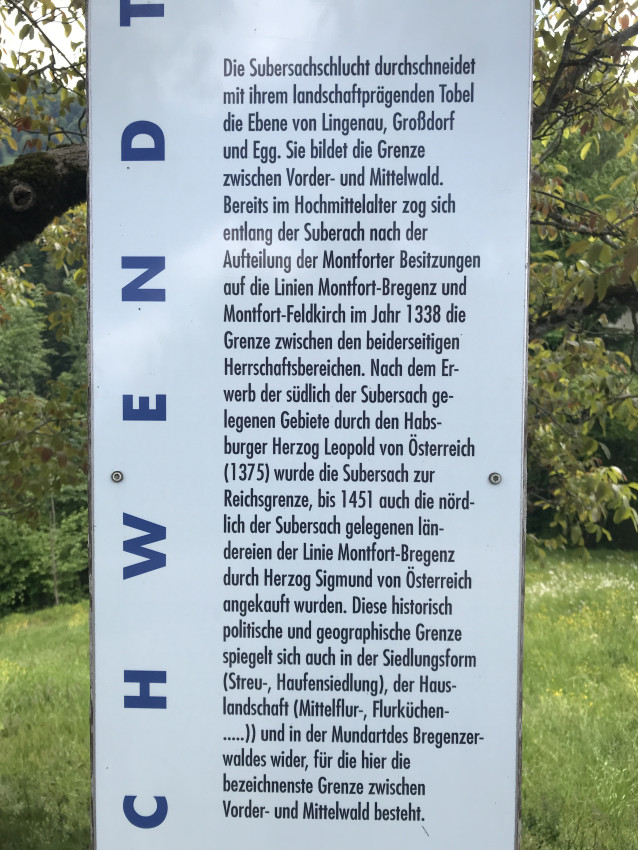 CHWENDT
Die Subersachschlucht durchschneidet
mit ihrem landschaftprägenden Tobel
die Ebene von Lingenau, Großdorf
und Egg. Sie bildet die Grenze
zwischen Vorder- und Mittelwald.
Bereits im Hochmittelalter zog sich
entlang der Suberach nach der
Aufteilung der Montforter Besitzungen
auf die Linien Montfort-Bregenz und
Montfort-Feldkirch im Jahr 1338 die
Grenze zwischen den beiderseitigen
Herrschaftsbereichen. Nach dem Er-
werb der südlich der Subersach ge-
legenen Gebiete durch den Habs-
burger Herzog Leopold von Österreich
(1375) wurde die Subersach zur
Reichsgrenze, bis 1451 auch die nörd-
lich der Subersach gelegenen län-
dereien der Linie Montfort-Bregenz
durch Herzog Sigmund von Österreich
angekauft wurden. Diese historisch
politische und geographische Grenze
spiegelt sich auch in der Siedlungsform
(Streu-, Haufensiedlung), der Haus-
landschaft (Mittelflur-, Flurküchen-
.....)) und in der Mundartdes Bregenzer-
waldes wider, für die hier die
bezeichnenste Grenze zwischen
Vorder- und Mittelwald besteht.